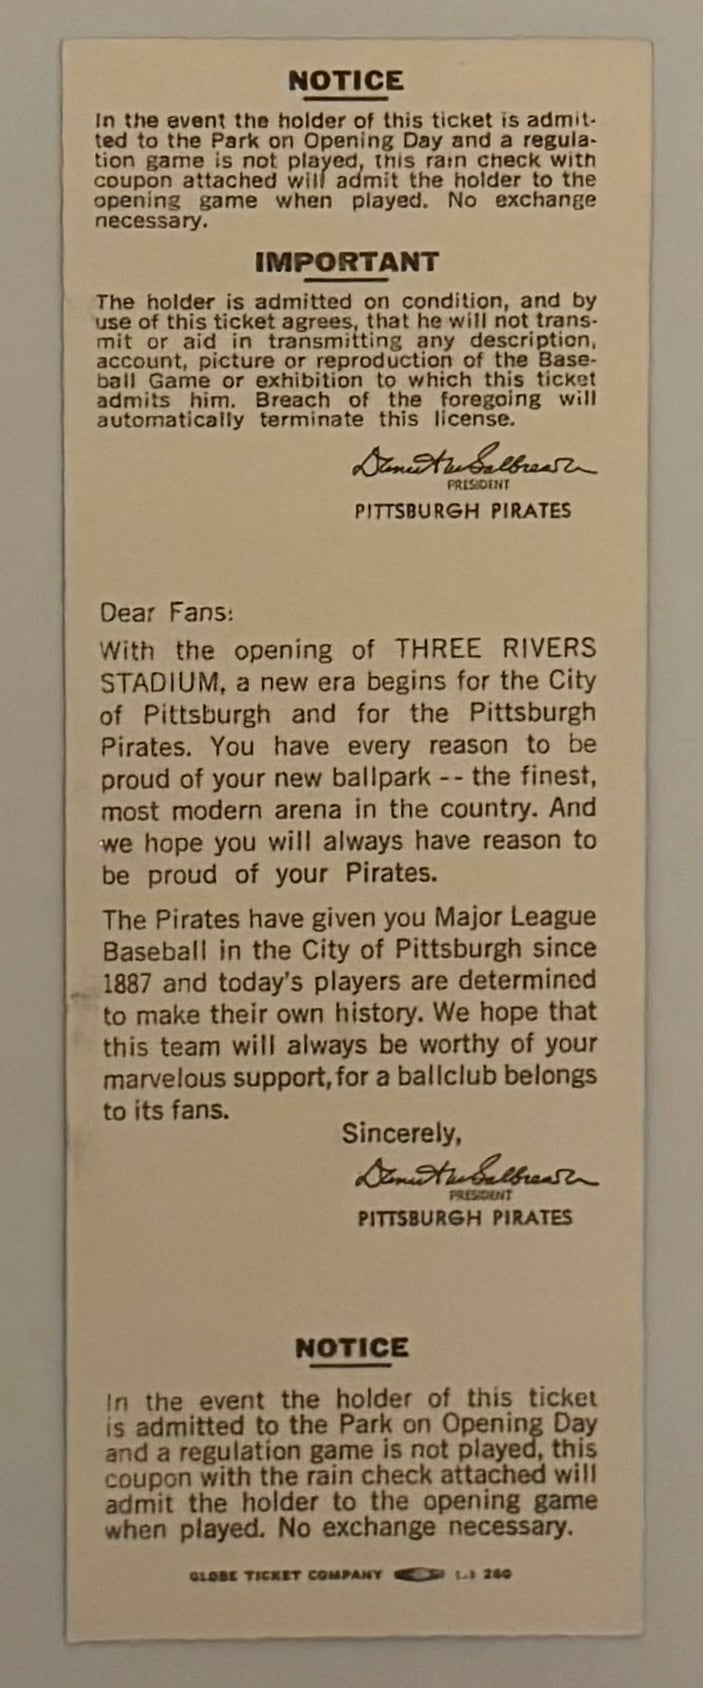 NOTICE
In the event the holder of this ticket is admit-
ted to the Park on Opening Day and a regula-
tion game is not played, this rain check with
coupon attached will admit the holder to the
opening game when played. No exchange
necessary.
IMPORTANT
The holder is admitted on condition, and by
use of this ticket agrees, that he will not trans-
mit or aid in transmitting any description,
account, picture or reproduction of the Base-
ball Game or exhibition to which this ticket
admits him. Breach of the foregoing will
automatically terminate this license.
PRESIDENT
PITTSBURGH PIRATES
Dear Fans:
With the opening of THREE RIVERS
STADIUM, a new era begins for the City
of Pittsburgh and for the Pittsburgh
Pirates. You have every reason to be
proud of your new ballpark -- the finest,
most modern arena in the country. And
we hope you will always have reason to
be proud of your Pirates.
The Pirates have given you Major League
Baseball in the City of Pittsburgh since
1887 and today's players are determined
to make their own history. We hope that
this team will always be worthy of your
marvelous support, for a ballclub belongs
to its fans.
Sincerely,
PRESIDENT
PITTSBURGH PIRATES
NOTICE
In the event the holder of this ticket
is admitted to the Park on Opening Day
and a regulation game is not played, this
coupon with the rain check attached will
admit the holder to the opening game
when played. No exchange necessary.
GLOBE TICKET COMPANY 260